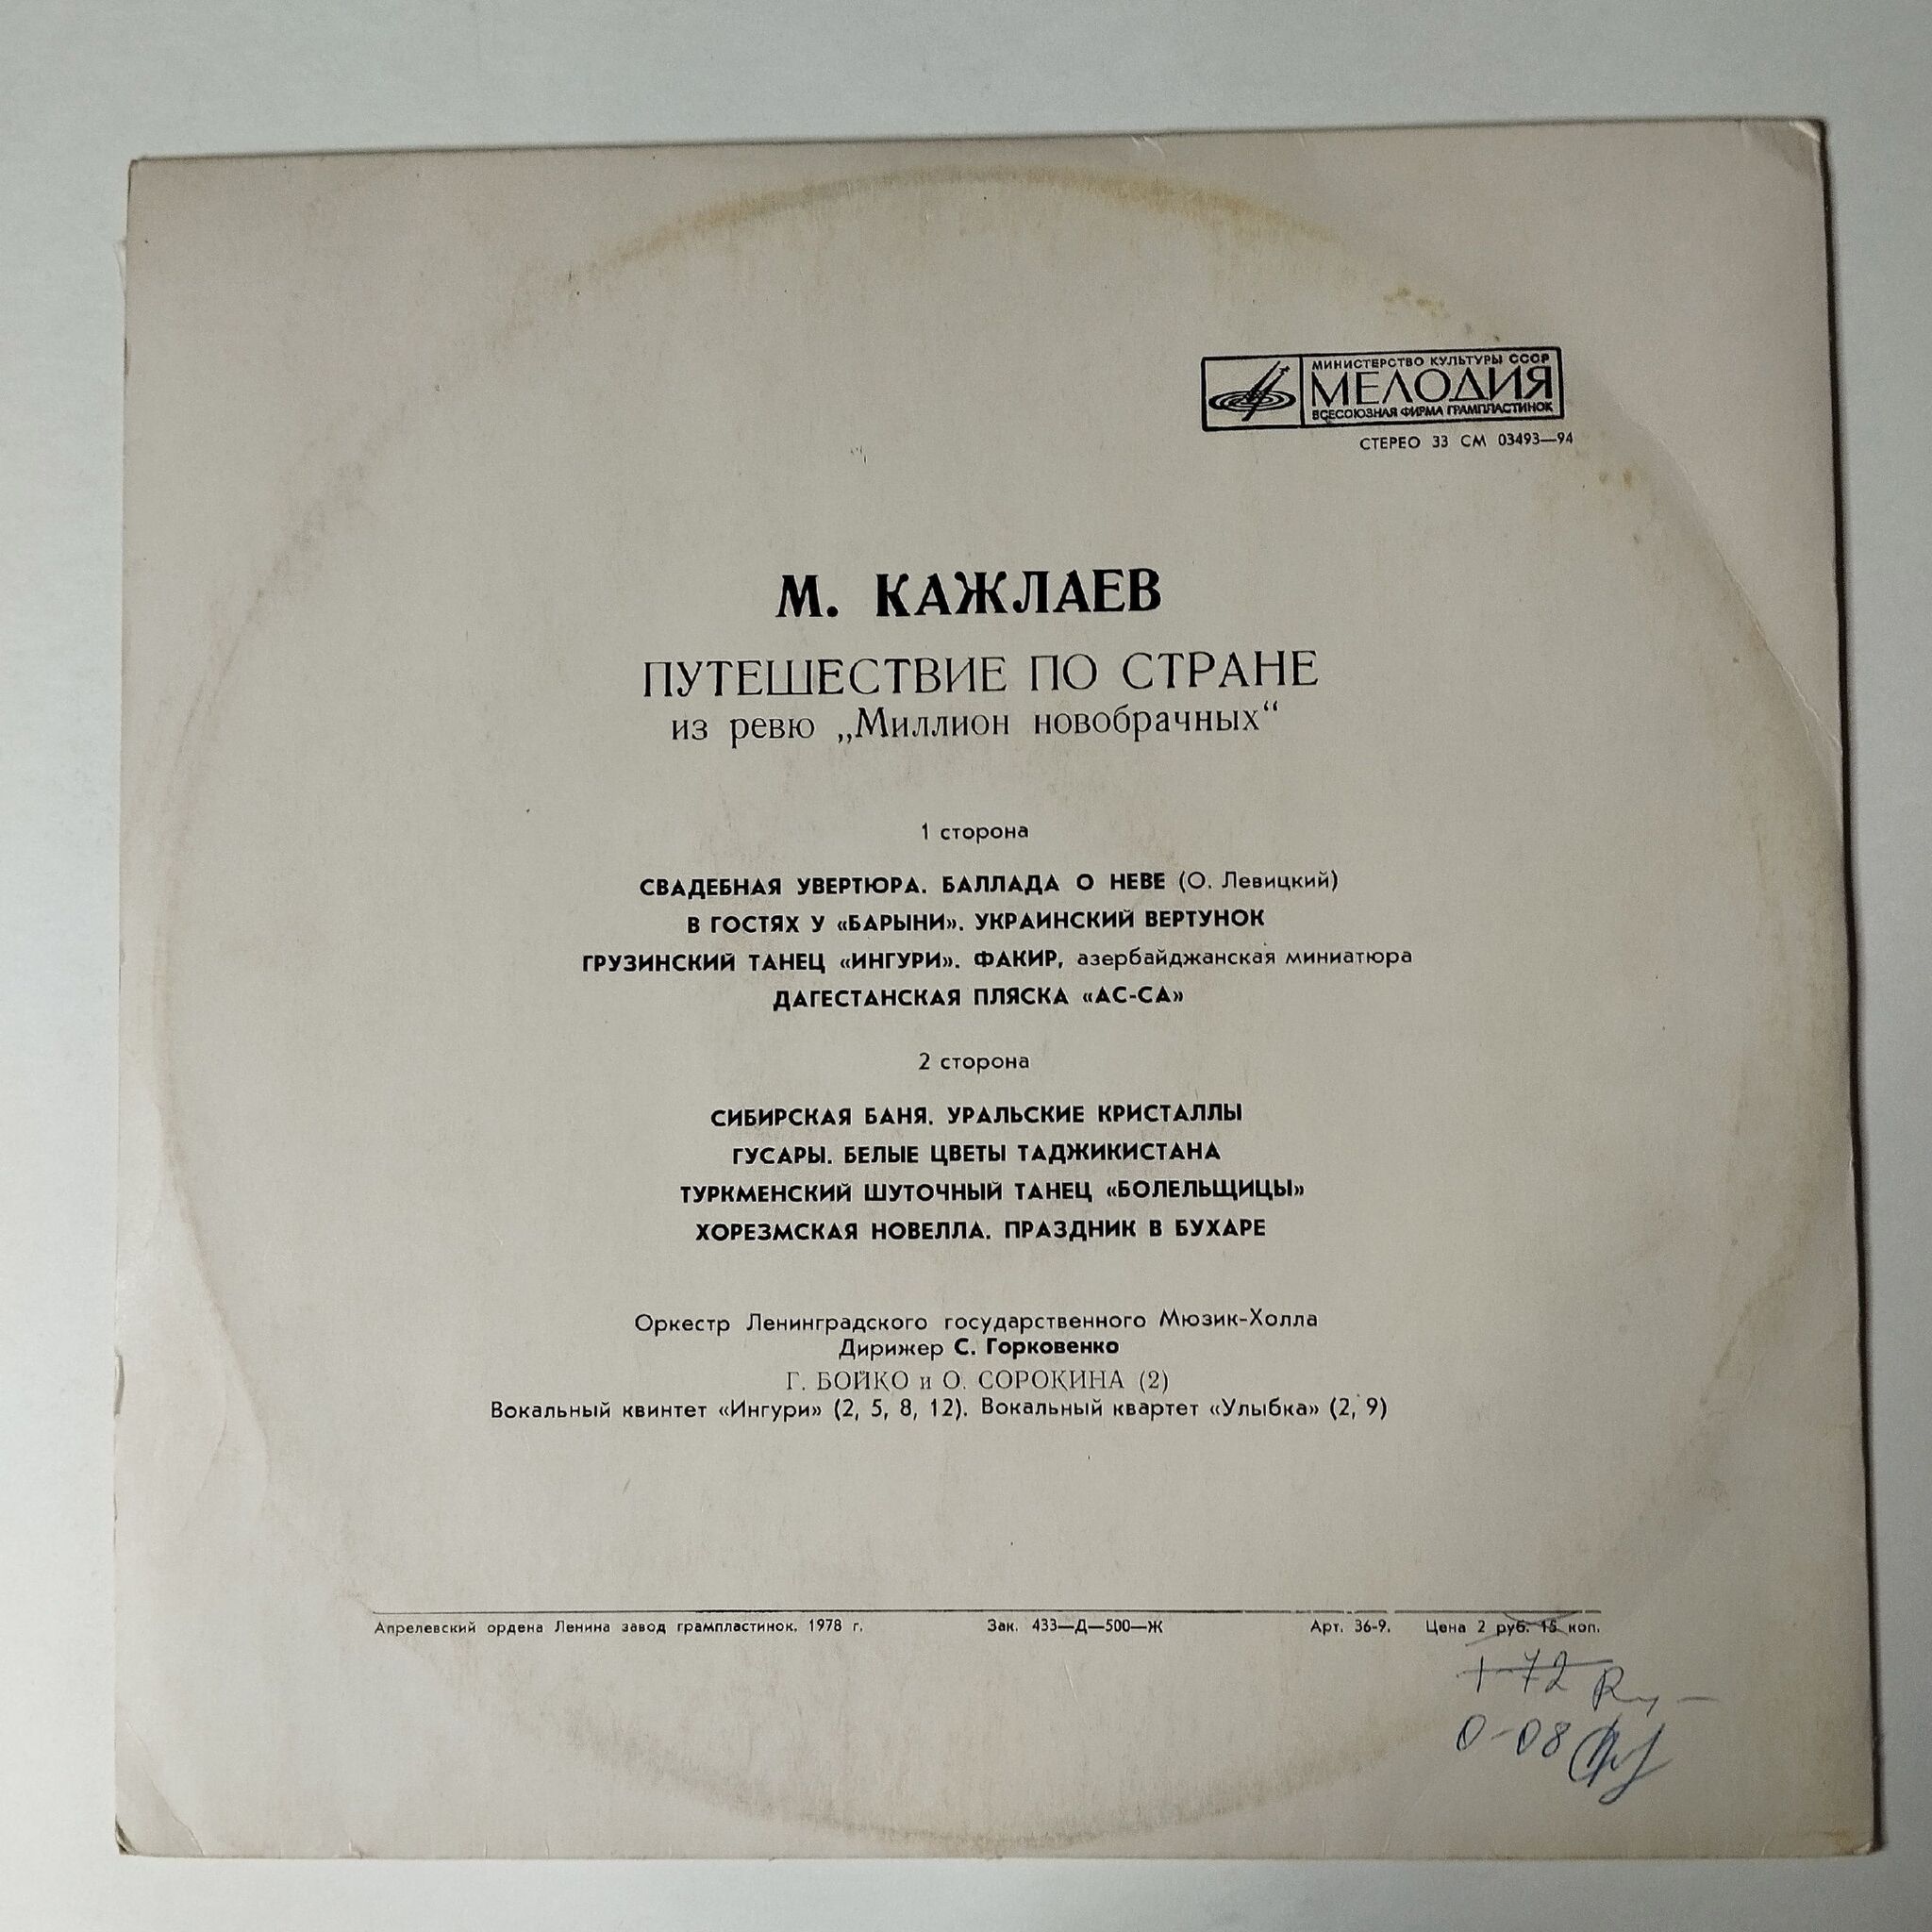 МИНИСТЕРСТВО КУЛЬТУРЫ СССР
МЕЛОДИЯ
ВСЕСОЮЗНАЯ ФИРМА ГРАМПЛАСТИНОК
СТЕРЕО 33 СМ 03493—94
М. КАЖЛАЕВ
ПУТЕШЕСТВИЕ ПО СТРАНЕ
из ревю „Миллион новобрачных“
1 сторона
СВАДЕБНАЯ УВЕРТЮРА. БАЛЛАДА О НЕВЕ (О. Левицкий)
В ГОСТЯХ У «БАРЫНИ». УКРАИНСКИЙ ВЕРТУНОК
ГРУЗИНСКИЙ ТАНЕЦ «ИНГУРИ». ФАКИР, азербайджанская миниатюра
ДАГЕСТАНСКАЯ ПЛЯСКА «АС-СА»
2 сторона
СИБИРСКАЯ БАНЯ. УРАЛЬСКИЕ КРИСТАЛЛЫ
ГУСАРЫ. БЕЛЫЕ ЦВЕТЫ ТАДЖИКИСТАНА
ТУРКМЕНСКИЙ ШУТОЧНЫЙ ТАНЕЦ «БОЛЕЛЬЩИЦЫ»
ХОРЕЗМСКАЯ НОВЕЛЛА. ПРАЗДНИК В БУХАРЕ
Оркестр Ленинградского государственного Мюзик-Холла
Дирижер С. Горковенко
Г. БОЙКО и О. СОРОКИНА (2)
Вокальный квинтет «Ингури» (2, 5, 8, 12). Вокальный квартет «Улыбка» (2, 9)
Апрелевский ордена Ленина завод грампластинок. 1978 г. Зак. 433—Д—500—Ж Арт. 36-9. Цена 2 руб. 15 коп.
1-72
0-08